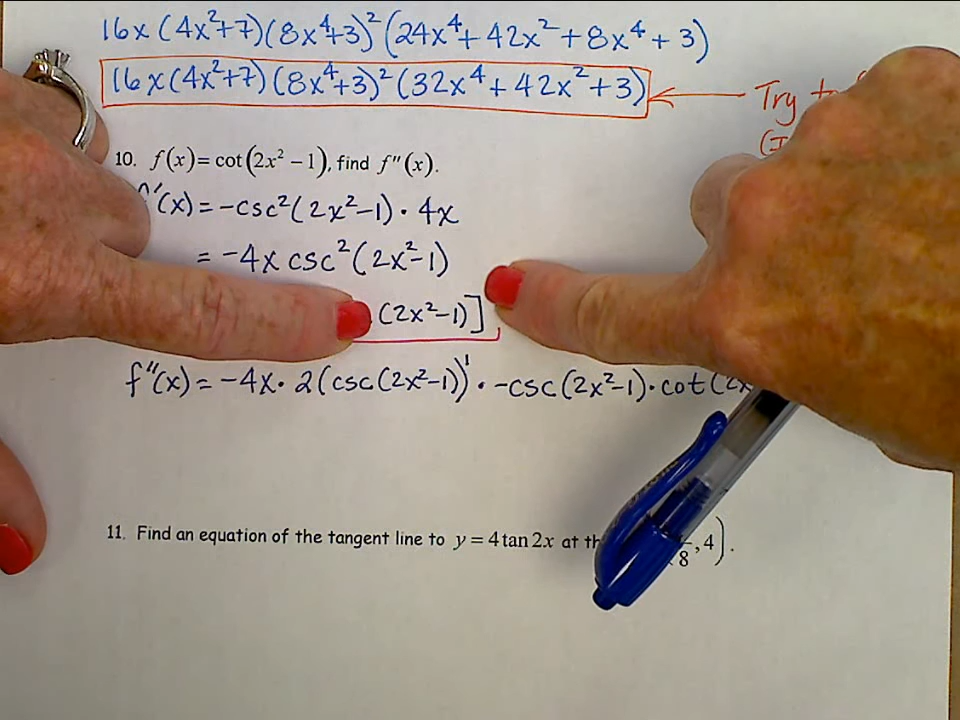 16x(4x²+7)(8x⁴+3)²(24x⁴+42x²+8x⁴+3)
16x(4x²+7)(8x⁴+3)²(32x⁴+42x²+3)
Try to
(I
10. f(x)=cot(2x²−1), find f″(x).
f′(x)=−csc²(2x²−1)·4x
=−4x csc²(2x²−1)
(2x²−1)]
f″(x)=−4x·2(csc(2x²−1))¹·−csc(2x²−1)·cot(2x
11. Find an equation of the tangent line to y=4tan2x at th 8,4).